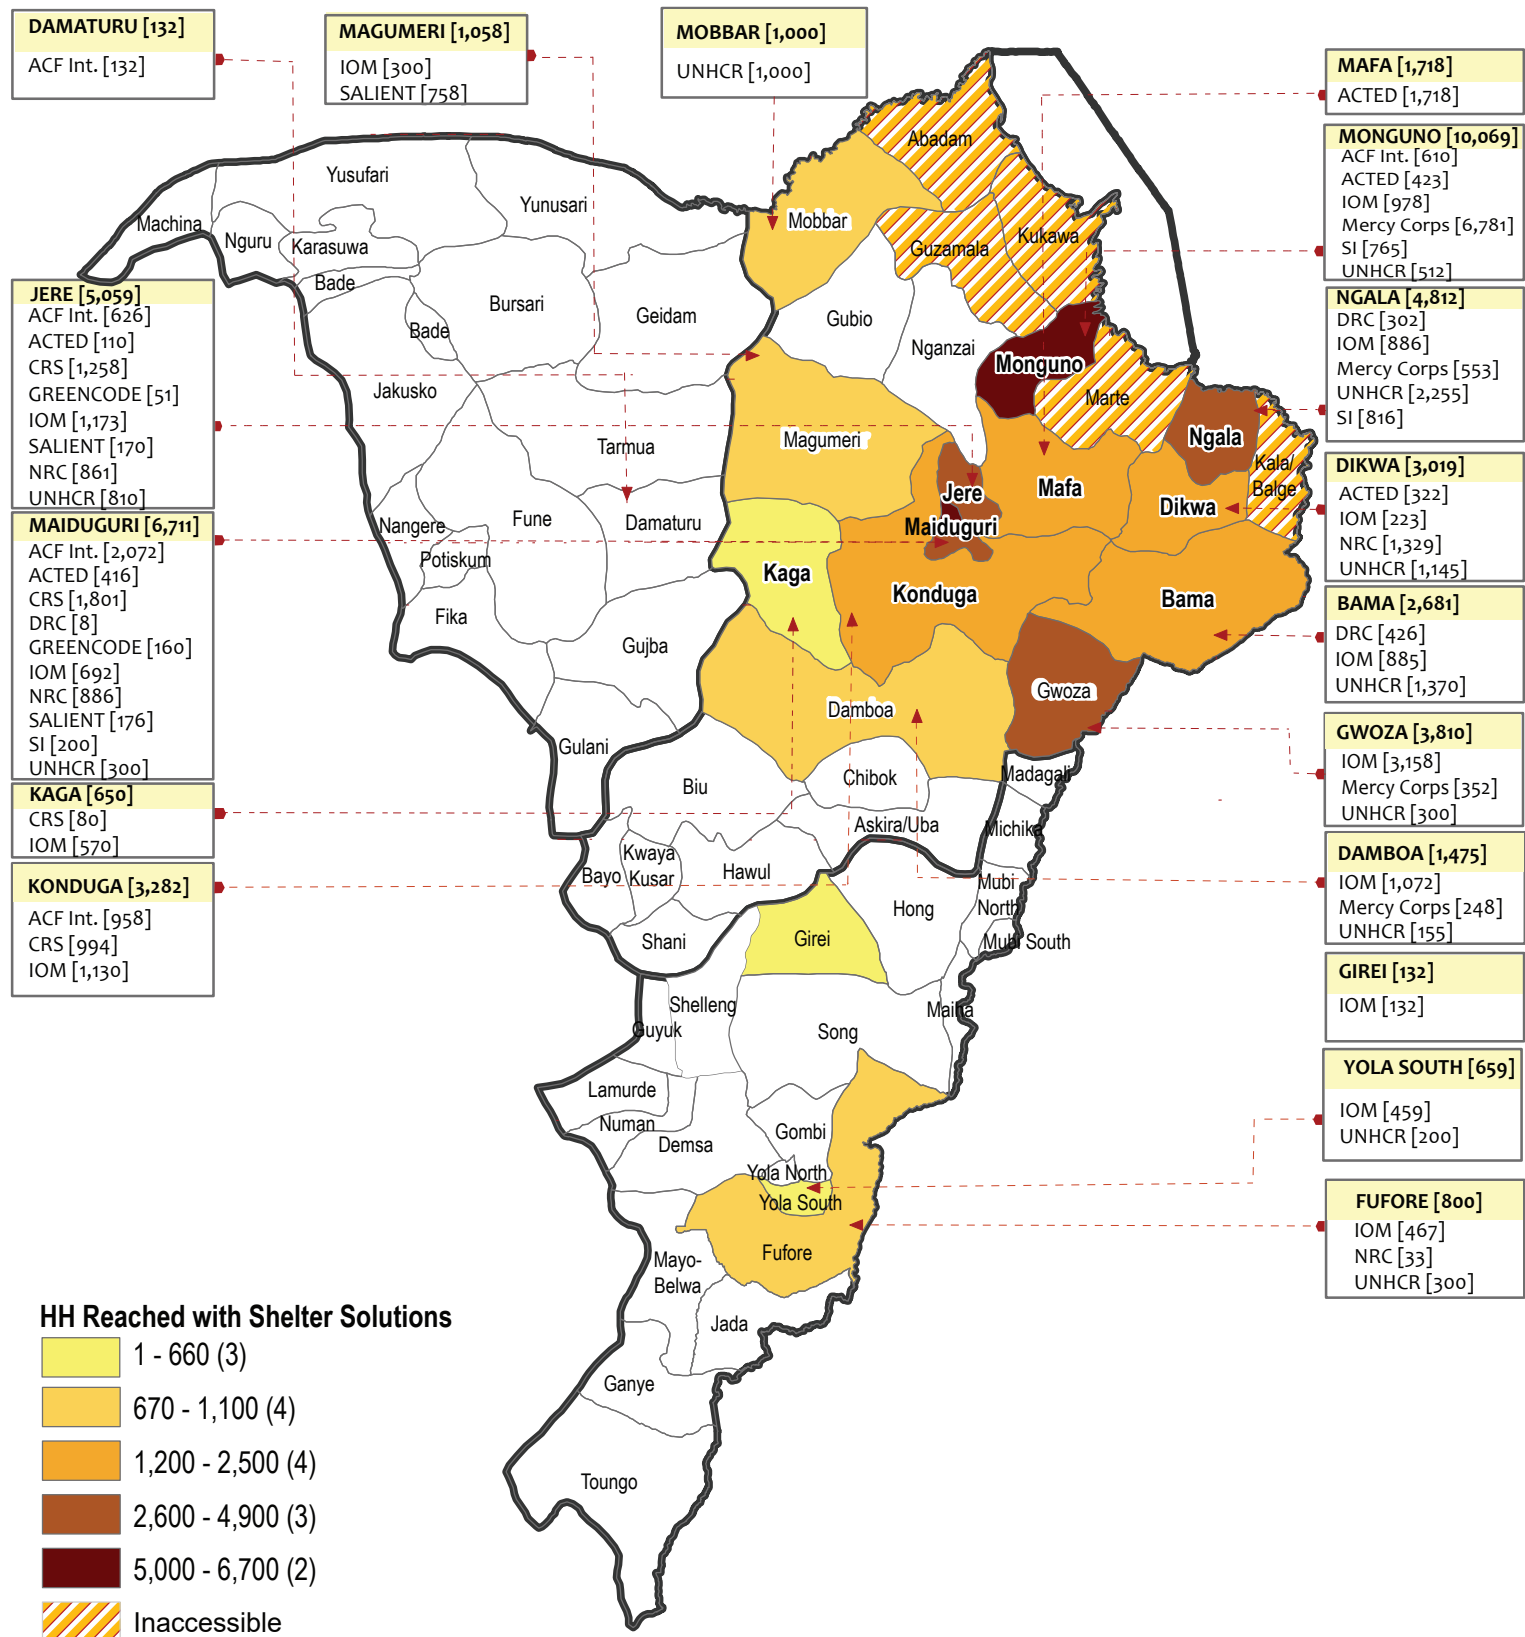 DAMATURU [132]
ACF Int. [132]
MAGUMERI [1,058]
IOM [300]
SALIENT [758]
MOBBAR [1,000]
UNHCR [1,000]
MAFA [1,718]
ACTED [1,718]
MONGUNO [10,069]
ACF Int. [610]
ACTED [423]
IOM [978]
Mercy Corps [6,781]
SI [765]
UNHCR [512]
NGALA [4,812]
DRC [302]
IOM [886]
Mercy Corps [553]
UNHCR [2,255]
SI [816]
DIKWA [3,019]
ACTED [322]
IOM [223]
NRC [1,329]
UNHCR [1,145]
BAMA [2,681]
DRC [426]
IOM [885]
UNHCR [1,370]
GWOZA [3,810]
IOM [3,158]
Mercy Corps [352]
UNHCR [300]
DAMBOA [1,475]
IOM [1,072]
Mercy Corps [248]
UNHCR [155]
GIREI [132]
IOM [132]
YOLA SOUTH [659]
IOM [459]
UNHCR [200]
FUFORE [800]
IOM [467]
NRC [33]
UNHCR [300]
JERE [5,059]
ACF Int. [626]
ACTED [110]
CRS [1,258]
GREENCODE [51]
IOM [1,173]
SALIENT [170]
NRC [861]
UNHCR [810]
MAIDUGURI [6,711]
ACF Int. [2,072]
ACTED [416]
CRS [1,801]
DRC [8]
GREENCODE [160]
IOM [692]
NRC [886]
SALIENT [176]
SI [200]
UNHCR [300]
KAGA [650]
CRS [80]
IOM [570]
KONDUGA [3,282]
ACF Int. [958]
CRS [994]
IOM [1,130]
Abadam
Yusufari
Yunusari
Machina
Nguru
Karasuwa
Mobbar
Guzamala
Kukawa
Bade
Bursari
Geidam
Gubio
Bade
Nganzai
Monguno
Jakusko
Marte
Tarmua
Magumeri
Ngala
Kala/
Balge
Jere
Mafa
Dikwa
Nangere
Fune
Damaturu
Maiduguri
Potiskum
Kaga
Konduga
Bama
Fika
Gujba
Gwoza
Damboa
Gulani
Biu
Chibok
Madagali
Askira/Uba
Michika
Kwaya
Kusar
Bayo
Hawul
Mubi
North
Hong
Shani
Girei
Mubi South
Shelleng
Maiha
Guyuk
Song
Lamurde
Numan
Demsa
Gombi
Yola North
Yola South
Fufore
Mayo-
Belwa
Jada
Ganye
Toungo
HH Reached with Shelter Solutions
1 - 660 (3)
670 - 1,100 (4)
1,200 - 2,500 (4)
2,600 - 4,900 (3)
5,000 - 6,700 (2)
Inaccessible